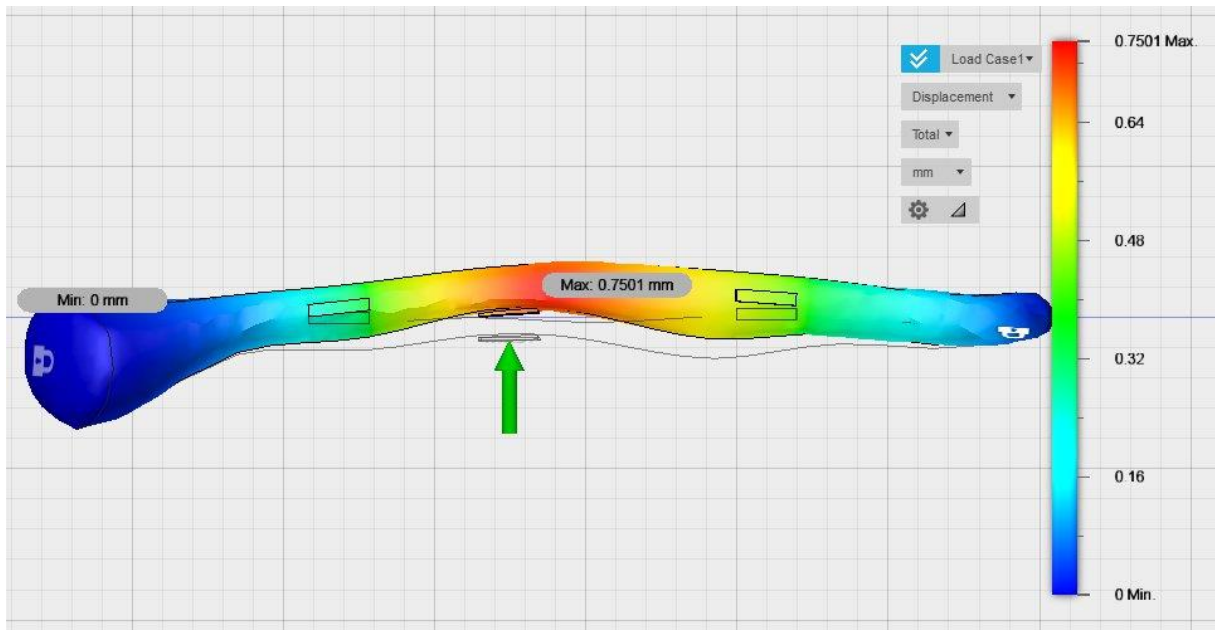 0.7501 Max.
Load Case1
Displacement
0.64
Total
mm
0.48
Max: 0.7501 mm
Min: 0 mm
0.32
0.16
0 Min.